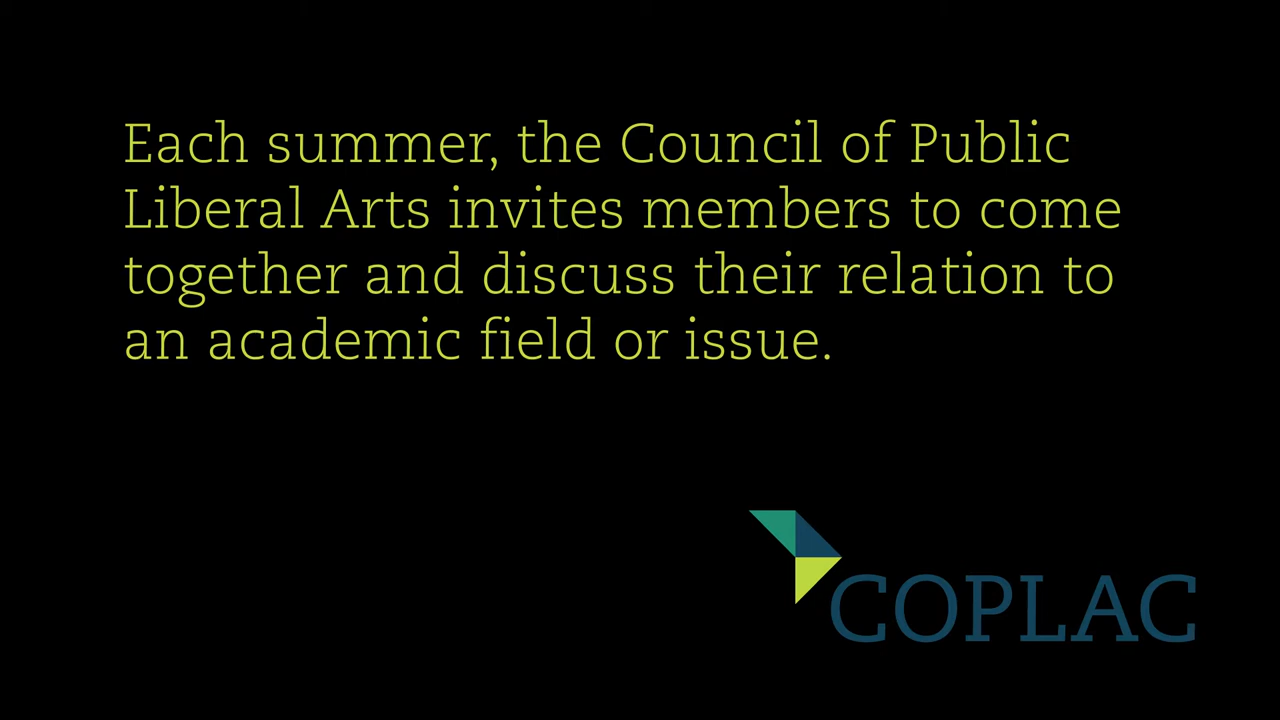 Each summer, the Council of Public
Liberal Arts invites members to come
together and discuss their relation to
an academic field or issue.
COPLAC